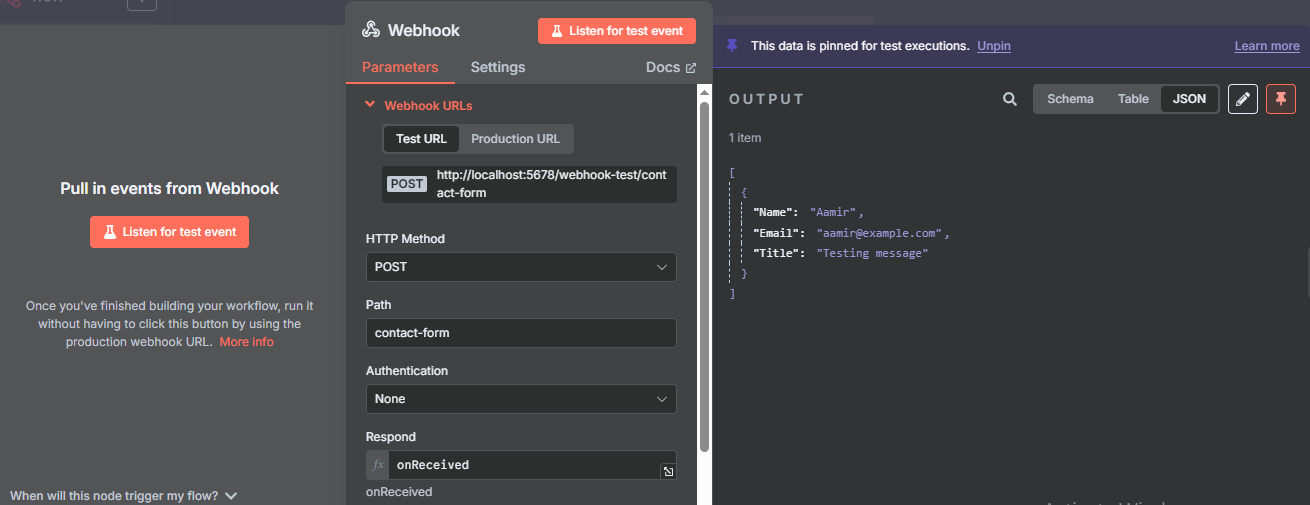 Webhook
Listen for test event
Parameters
Settings
Docs
Webhook URLs
Test URL
Production URL
POST
http://localhost:5678/webhook-test/cont
act-form
HTTP Method
POST
Path
contact-form
Authentication
None
Respond
fx
onReceived
onReceived
Pull in events from Webhook
Listen for test event
Once you've finished building your workflow, run it
without having to click this button by using the
production webhook URL. More info
When will this node trigger my flow?
This data is pinned for test executions. Unpin
Learn more
OUTPUT
Schema
Table
JSON
1 item
[
{
"Name": "Aamir",
"Email": "aamir@example.com",
"Title": "Testing message"
}
]